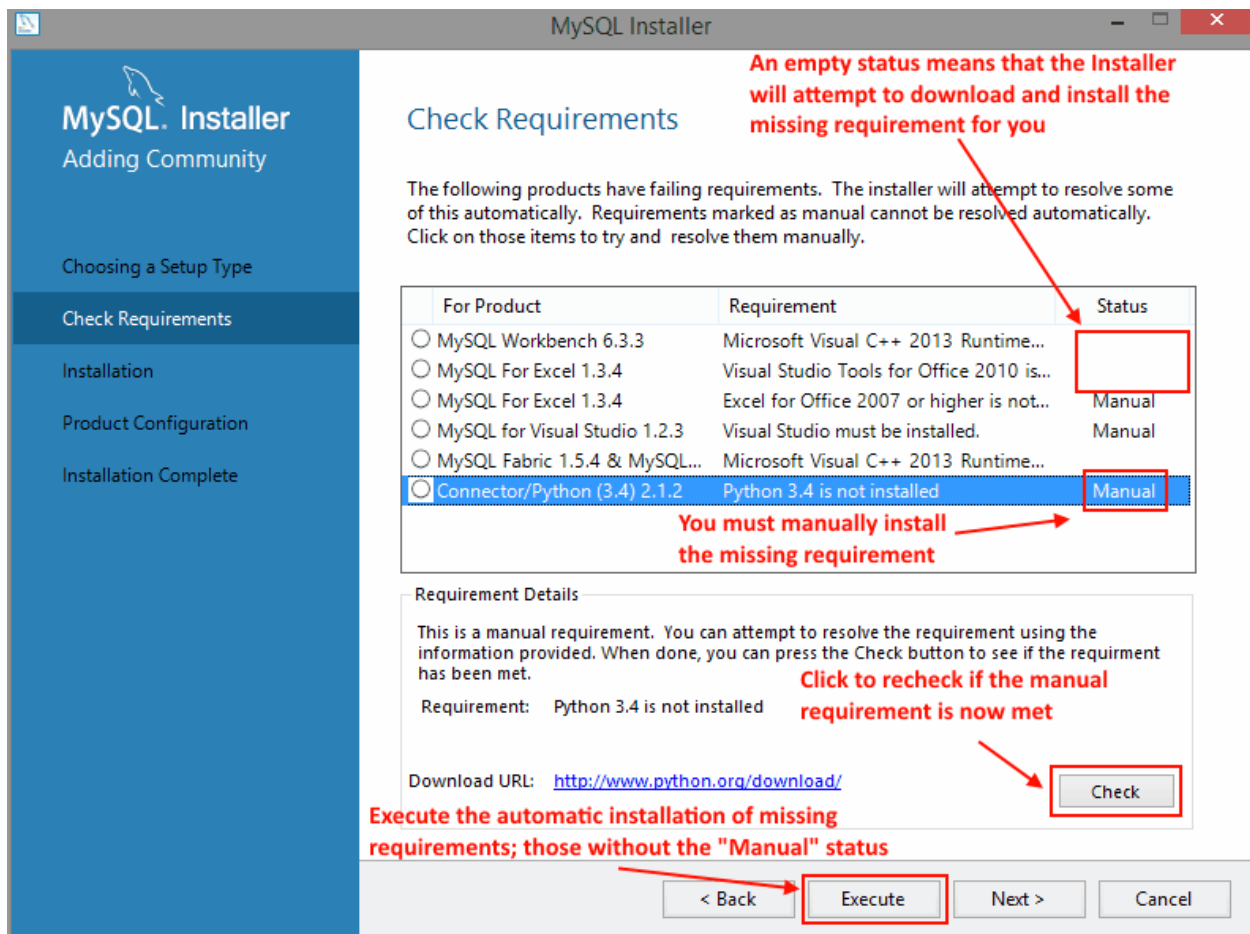 MySQL Installer
MySQL. Installer
Adding Community
Choosing a Setup Type
Check Requirements
Installation
Product Configuration
Installation Complete
An empty status means that the Installer
will attempt to download and install the
missing requirement for you
Check Requirements
The following products have failing requirements. The installer will attempt to resolve some
of this automatically. Requirements marked as manual cannot be resolved automatically.
Click on those items to try and resolve them manually.
For Product Requirement Status
MySQL Workbench 6.3.3 Microsoft Visual C++ 2013 Runtime...
MySQL For Excel 1.3.4 Visual Studio Tools for Office 2010 is...
MySQL For Excel 1.3.4 Excel for Office 2007 or higher is not... Manual
MySQL for Visual Studio 1.2.3 Visual Studio must be installed. Manual
MySQL Fabric 1.5.4 & MySQL... Microsoft Visual C++ 2013 Runtime...
Connector/Python (3.4) 2.1.2 Python 3.4 is not installed Manual
You must manually install
the missing requirement
Requirement Details
This is a manual requirement. You can attempt to resolve the requirement using the
information provided. When done, you can press the Check button to see if the requirment
has been met.
Click to recheck if the manual
requirement is now met
Requirement: Python 3.4 is not installed
Download URL: http://www.python.org/download/
Check
Execute the automatic installation of missing
requirements; those without the "Manual" status
< Back Execute Next > Cancel